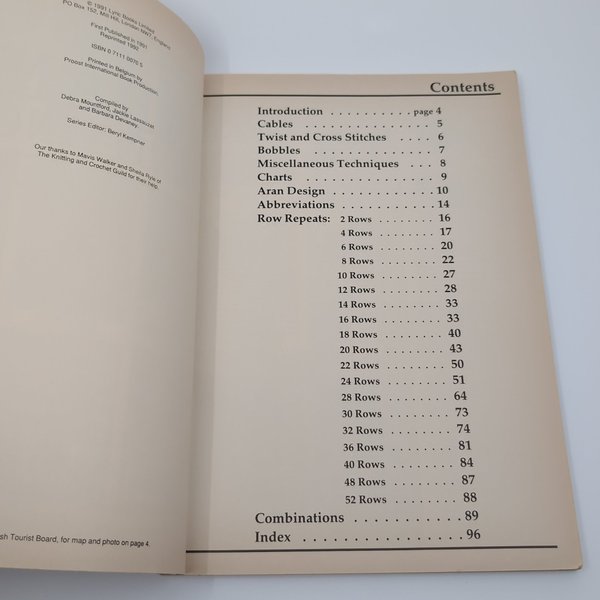 © 1991 Lyric Books Limited
PO Box 152, Mill Hill, London NW7, England.
First Published in 1991
Reprinted 1992
ISBN 0 7111 0070 5
Printed in Belgium by
Proost International Book Production.
Compiled by
Debra Mountford, Jackie Lassauzet
and Barbara Devaney.
Series Editor: Beryl Kempner
Our thanks to Mavis Walker and Sheila Ryle of
The Knitting and Crochet Guild for their help.
sh Tourist Board, for map and photo on page 4.
Contents
Introduction . . . . . . . . . . page 4
Cables . . . . . . . . . . . . . . . 5
Twist and Cross Stitches . . . . 6
Bobbles . . . . . . . . . . . . . . 7
Miscellaneous Techniques . . . 8
Charts . . . . . . . . . . . . . . . 9
Aran Design . . . . . . . . . . . . 10
Abbreviations . . . . . . . . . . . 14
Row Repeats: 2 Rows . . . . . . . . 16
4 Rows . . . . . . . . 17
6 Rows . . . . . . . . 20
8 Rows . . . . . . . . 22
10 Rows . . . . . . . . 27
12 Rows . . . . . . . . 28
14 Rows . . . . . . . . 33
16 Rows . . . . . . . . 33
18 Rows . . . . . . . . 40
20 Rows . . . . . . . . 43
22 Rows . . . . . . . . 50
24 Rows . . . . . . . . 51
28 Rows . . . . . . . . 64
30 Rows . . . . . . . . 73
32 Rows . . . . . . . . 74
36 Rows . . . . . . . . 81
40 Rows . . . . . . . . 84
48 Rows . . . . . . . . 87
52 Rows . . . . . . . . 88
Combinations . . . . . . . . . . . 89
Index . . . . . . . . . . . . . . . . 96